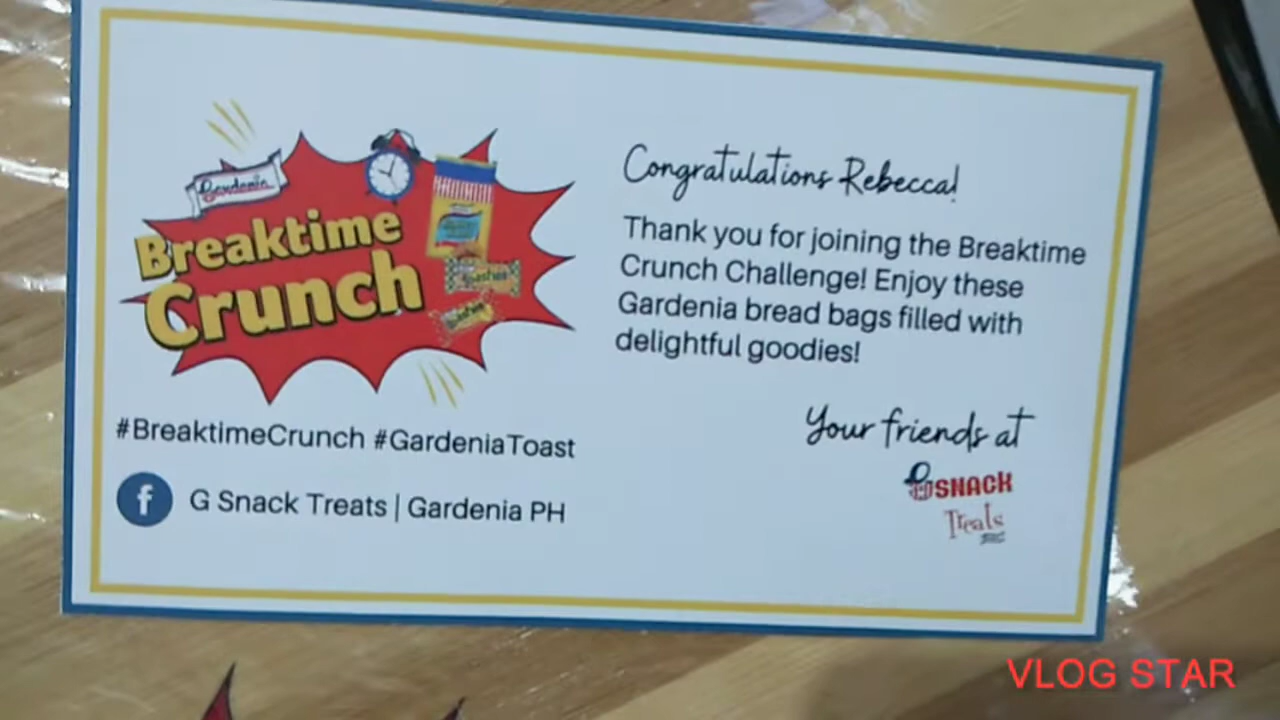 Gardenia
Breaktime
Crunch
#BreaktimeCrunch #GardeniaToast
G Snack Treats | Gardenia PH
Congratulations Rebecca!
Thank you for joining the Breaktime
Crunch Challenge! Enjoy these
Gardenia bread bags filled with
delightful goodies!
Your friends at
SNACK
Treats
VLOG STAR